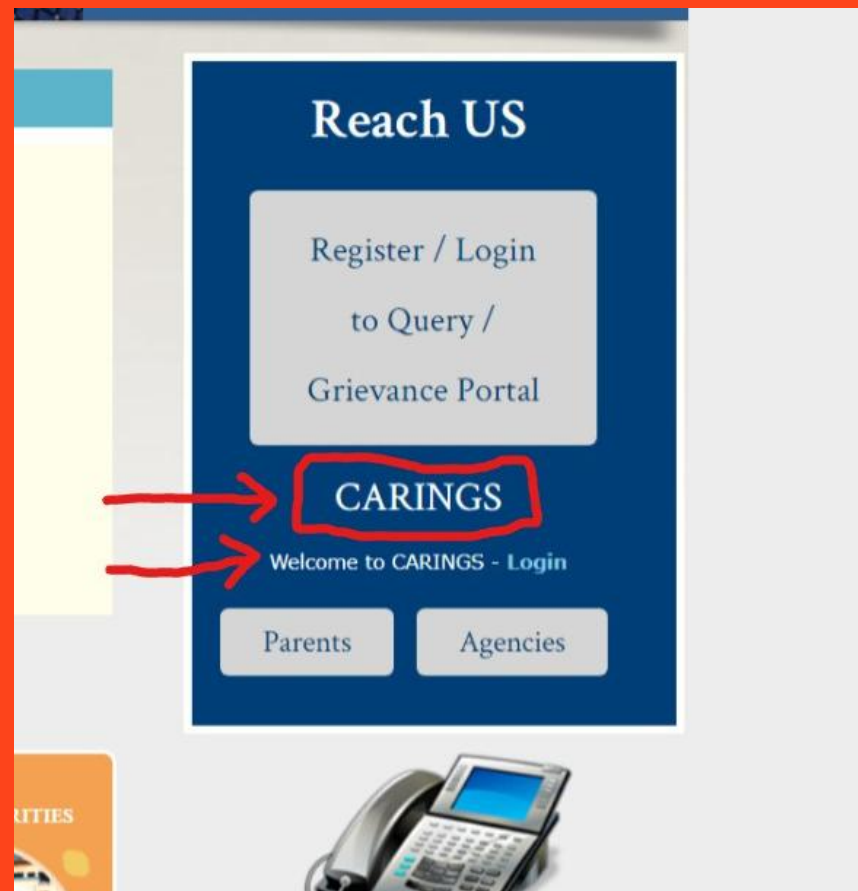 Reach US
Register / Login
to Query /
Grievance Portal
CARINGS
Welcome to CARINGS - Login
Parents
Agencies